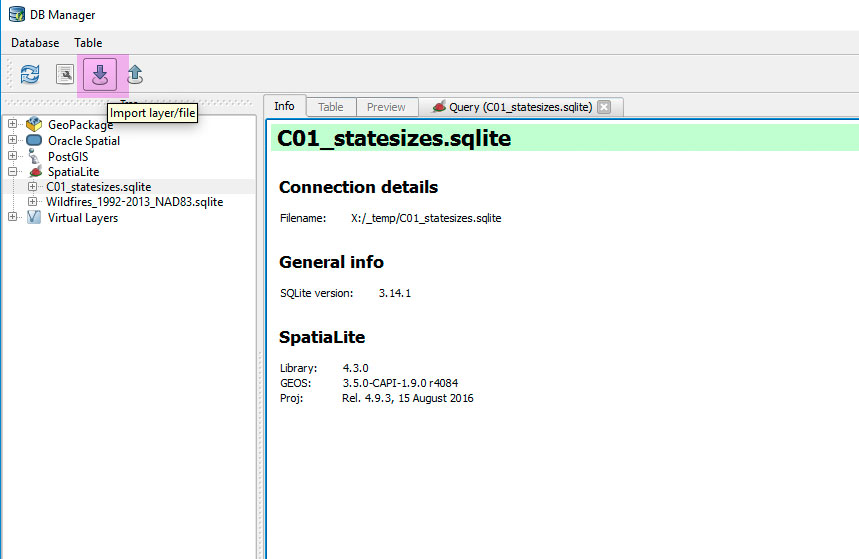 DB Manager
Database Table
Import layer/file
GeoPackage
Oracle Spatial
PostGIS
SpatiaLite
C01_statesizes.sqlite
Wildfires_1992-2013_NAD83.sqlite
Virtual Layers
Info Table Preview Query (C01_statesizes.sqlite)
C01_statesizes.sqlite
Connection details
Filename: X:/_temp/C01_statesizes.sqlite
General info
SQLite version: 3.14.1
SpatiaLite
Library: 4.3.0
GEOS: 3.5.0-CAPI-1.9.0 r4084
Proj: Rel. 4.9.3, 15 August 2016